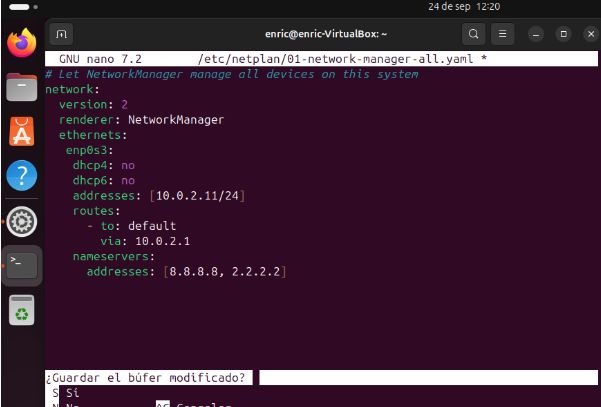 24 de sep 12:20
enric@enric-VirtualBox: ~
GNU nano 7.2 /etc/netplan/01-network-manager-all.yaml *
# Let NetworkManager manage all devices on this system
network:
  version: 2
  renderer: NetworkManager
  ethernets:
   enp0s3:
    dhcp4: no
    dhcp6: no
    addresses: [10.0.2.11/24]
    routes:
      - to: default
        via: 10.0.2.1
    nameservers:
      addresses: [8.8.8.8, 2.2.2.2]
¿Guardar el búfer modificado?
S Sí